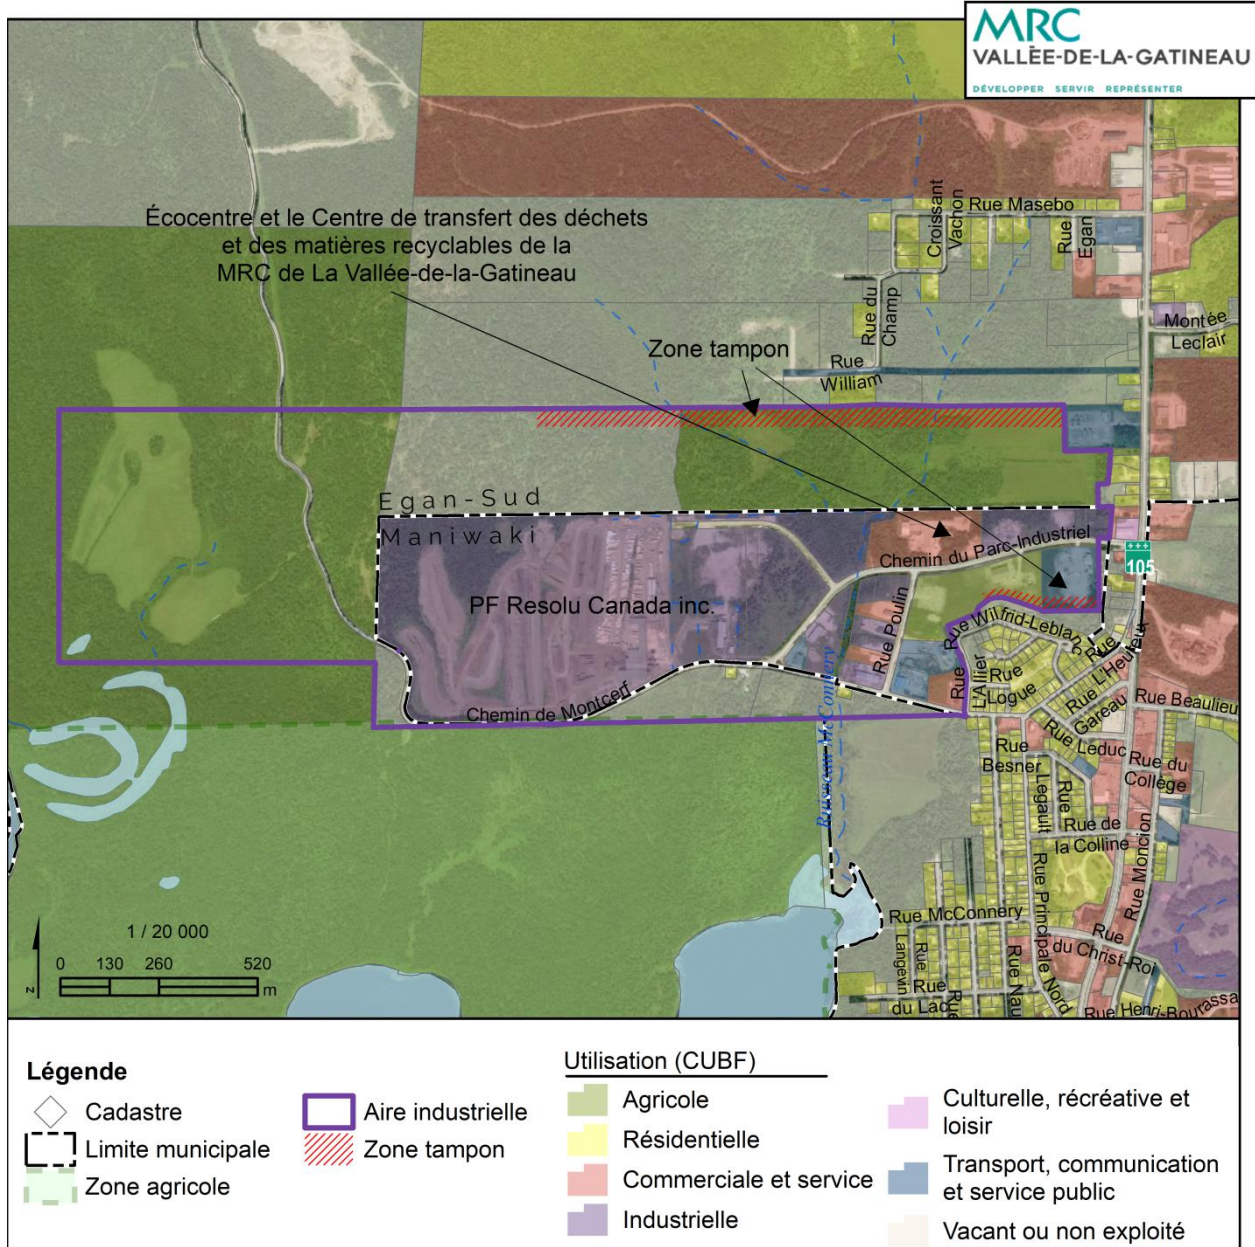 MRC
VALLÉE-DE-LA-GATINEAU
DÉVELOPPER SERVIR REPRÉSENTER
Écocentre et le Centre de transfert des déchets
et des matières recyclables de la
MRC de La Vallée-de-la-Gatineau
Croissant
Vachon
Rue Masebo
Rue
Egan
Rue du
Champ
Montée
Leclair
Zone tampon
Rue
William
Egan-Sud
Maniwaki
Chemin du Parc-Industriel
105
PF Resolu Canada inc.
Rue Poulin
Rue Wilfrid-Leblanc
Rue
L'Heureux
Rue
L'Allier
Rue
Logue
Rue
Gareau
Rue Beaulieu
Chemin de Montcerf
Ruisseau McConnery
Rue
Leduc
Rue du
Collège
Rue
Besner
Rue
Legault
Rue
Rue de
la Colline
Rue Moncion
Rue Principale Nord
Rue McConnery
Rue
du Christ-Roi
Rue
Langevin
Rue
du Lac
Rue
Rue Nau
Rue Henri-Bourassa
1 / 20 000
0 130 260 520
m
N
Légende
Cadastre
Limite municipale
Zone agricole
Aire industrielle
Zone tampon
Utilisation (CUBF)
Agricole
Résidentielle
Commerciale et service
Industrielle
Culturelle, récréative et
loisir
Transport, communication
et service public
Vacant ou non exploité